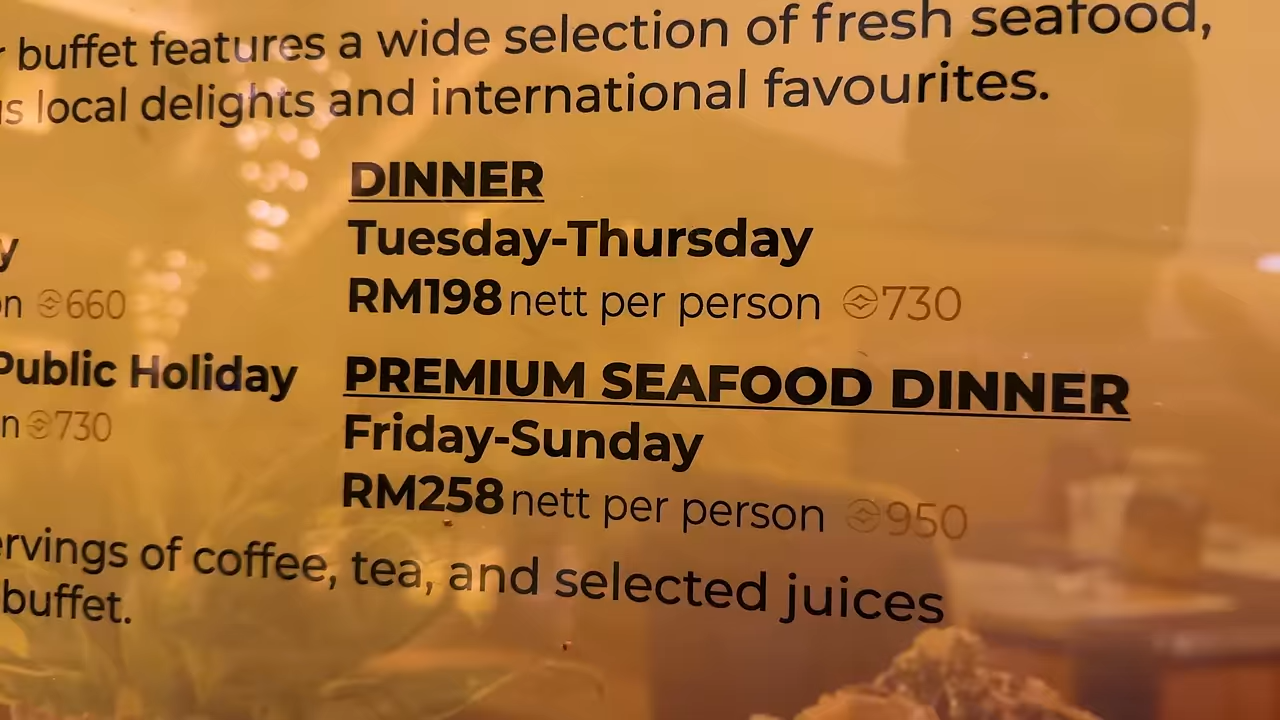 buffet features a wide selection of fresh seafood,
local delights and international favourites.
DINNER
Tuesday-Thursday
RM198 nett per person 730
660
PREMIUM SEAFOOD DINNER
Public Holiday
Friday-Sunday
730
RM258 nett per person 950
of coffee, tea, and selected juices
buffet.